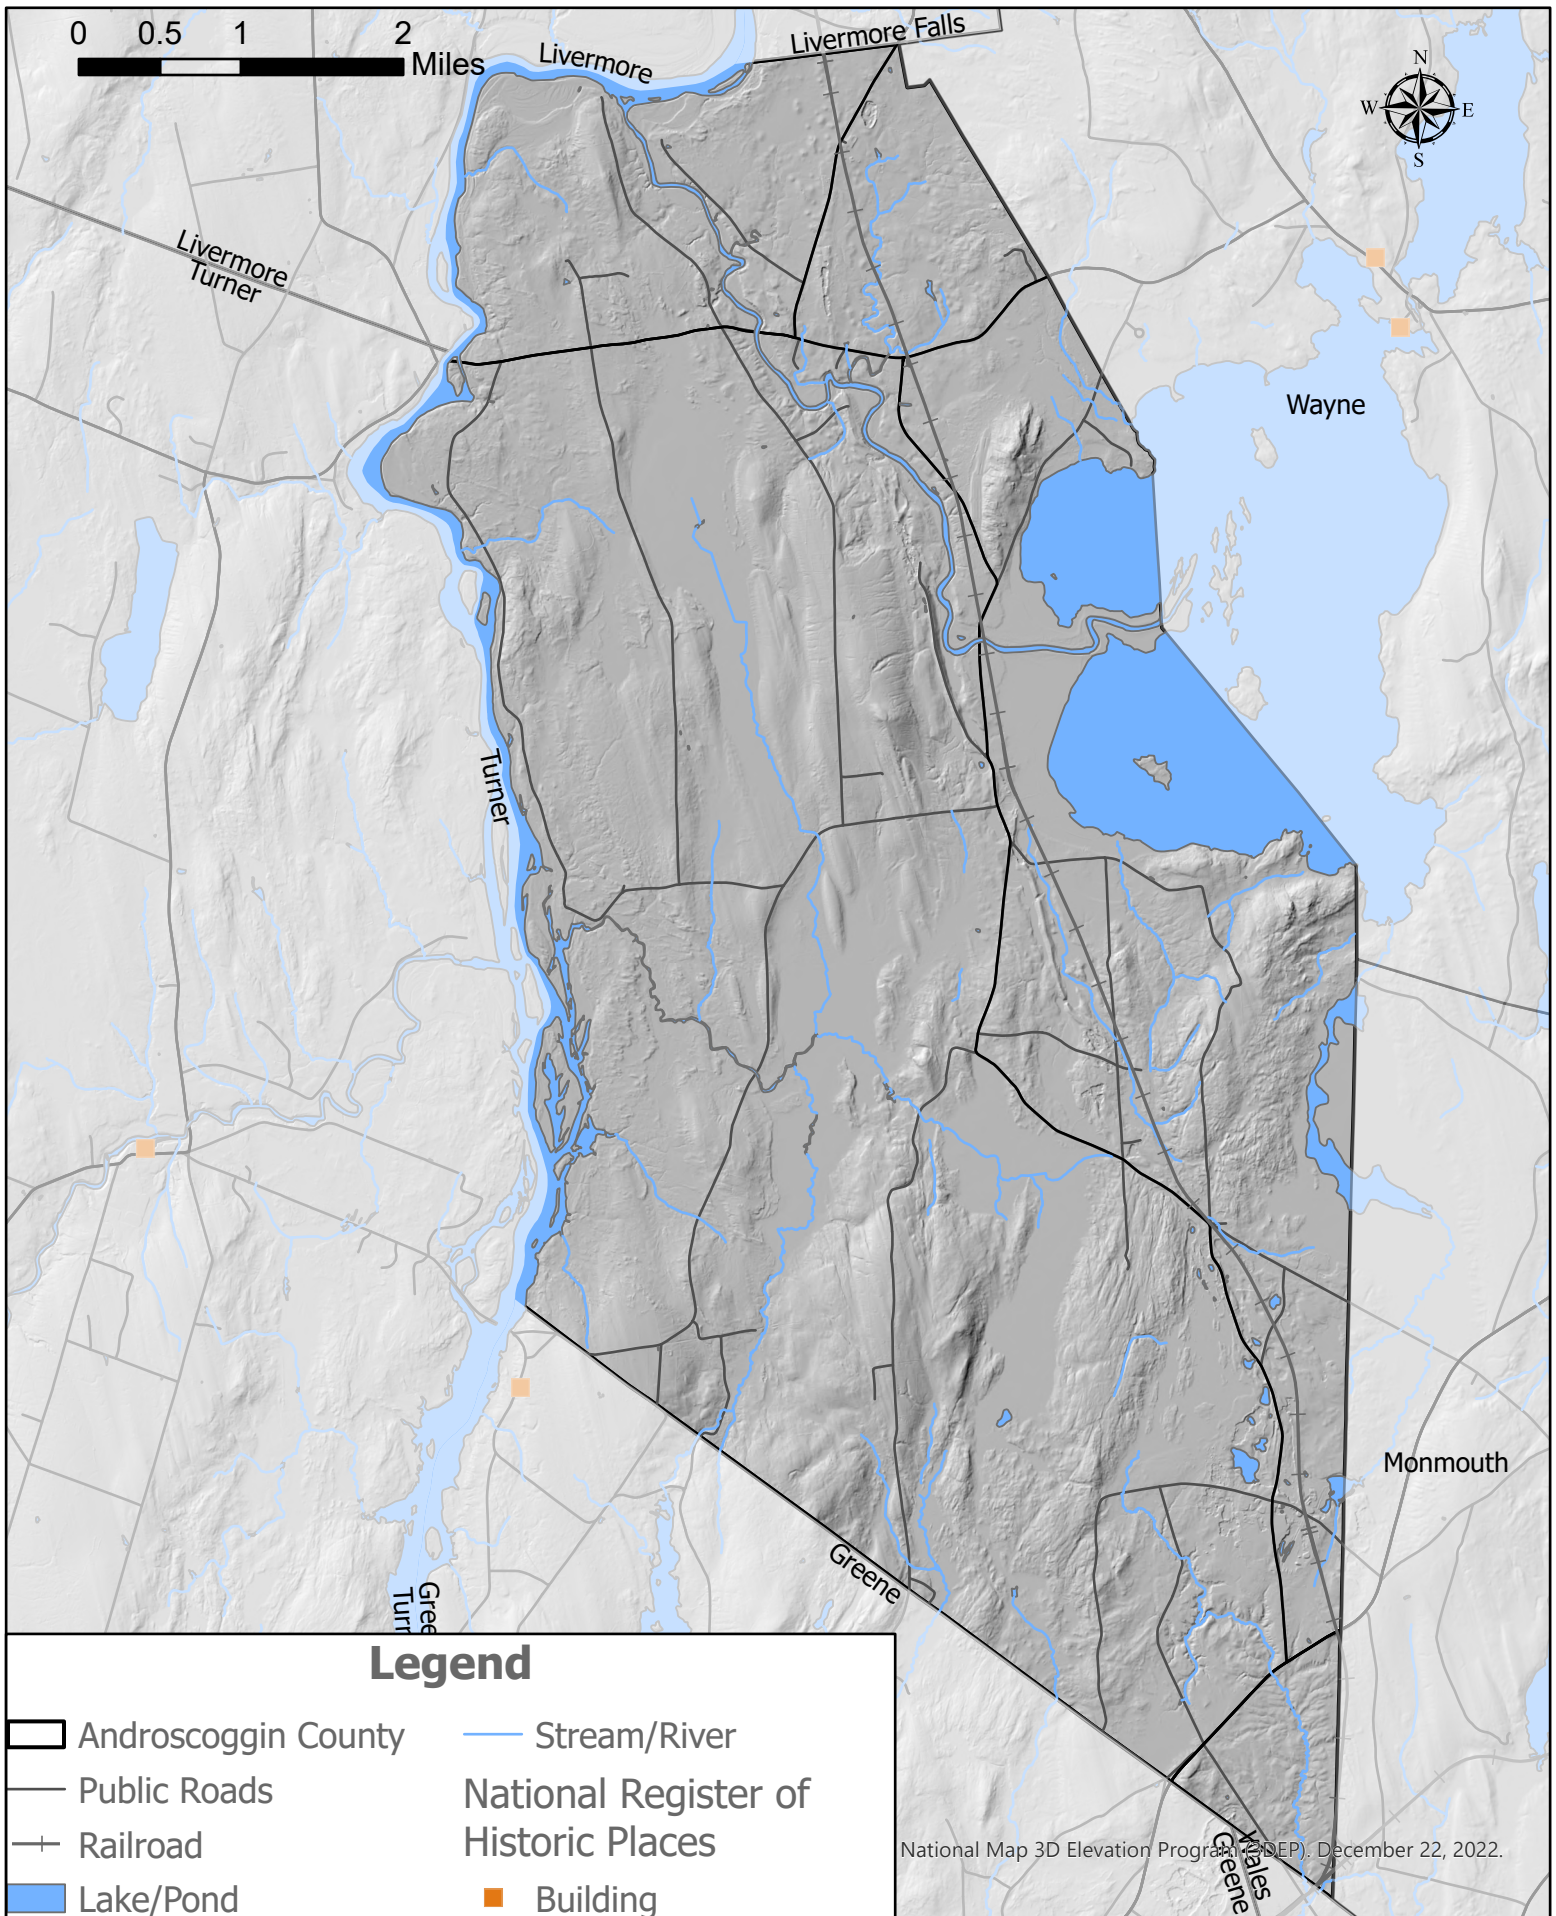 0 0.5 1 2
Miles
Livermore
Livermore Falls
N
W E
S
Livermore
Turner
Wayne
Turner
Monmouth
Greene
Gree
Turn
Legend
Androscoggin County
Public Roads
Railroad
Lake/Pond
Stream/River
National Register of
Historic Places
Building
National Map 3D Elevation Program (3DEP). December 22, 2022.
Wales
Greene